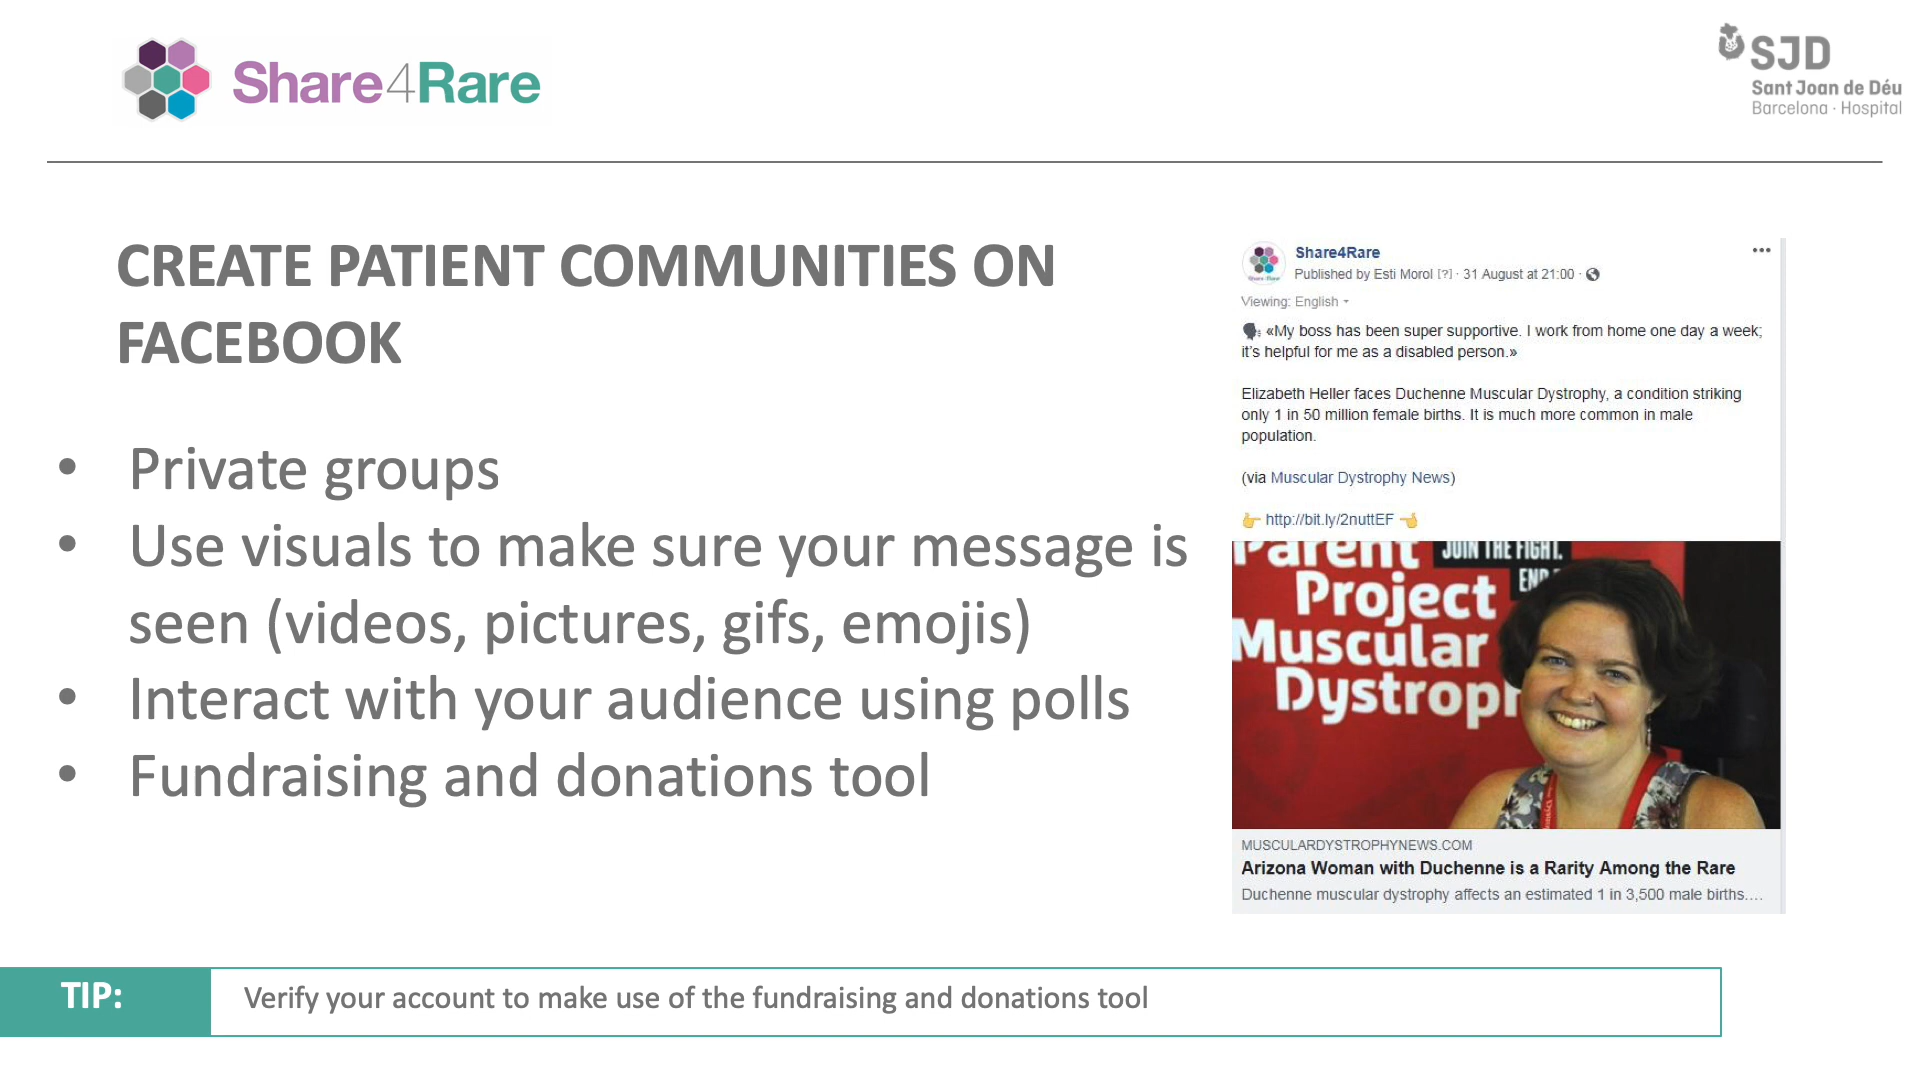 Share4Rare
SJD
Sant Joan de Déu
Barcelona · Hospital
CREATE PATIENT COMMUNITIES ON
FACEBOOK
• Private groups
• Use visuals to make sure your message is
seen (videos, pictures, gifs, emojis)
• Interact with your audience using polls
• Fundraising and donations tool
Share4Rare
Published by Esti Morol [?] · 31 August at 21:00 ·
Viewing: English
«My boss has been super supportive. I work from home one day a week;
it's helpful for me as a disabled person.»
Elizabeth Heller faces Duchenne Muscular Dystrophy, a condition striking
only 1 in 50 million female births. It is much more common in male
population.
(via Muscular Dystrophy News)
👉 http://bit.ly/2nuttEF 👈
Parent
Project
Muscular
Dystroph
JOIN THE FIGHT.
END
MUSCULARDYSTROPHYNEWS.COM
Arizona Woman with Duchenne is a Rarity Among the Rare
Duchenne muscular dystrophy affects an estimated 1 in 3,500 male births....
TIP:
Verify your account to make use of the fundraising and donations tool